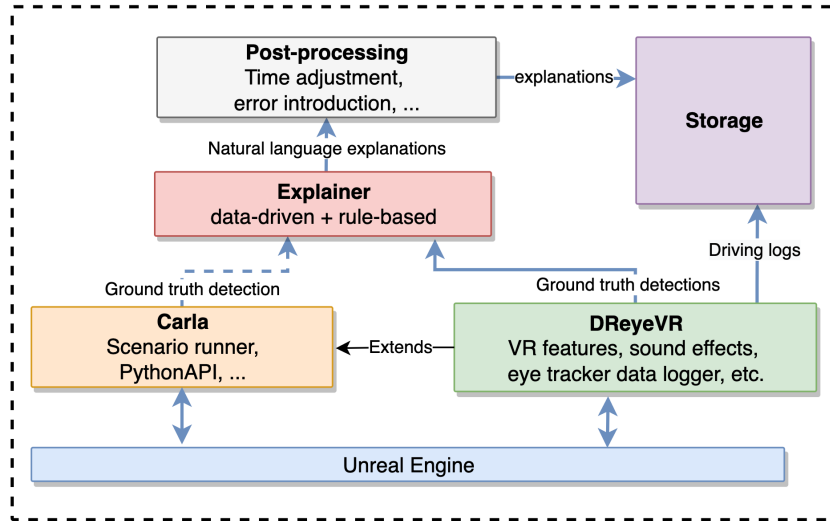 Post-processing
Time adjustment,
error introduction, ...
explanations
Storage
Natural language explanations
Explainer
data-driven + rule-based
Driving logs
Ground truth detection
Ground truth detections
Carla
Scenario runner,
PythonAPI, ...
Extends
DReyeVR
VR features, sound effects,
eye tracker data logger, etc.
Unreal Engine